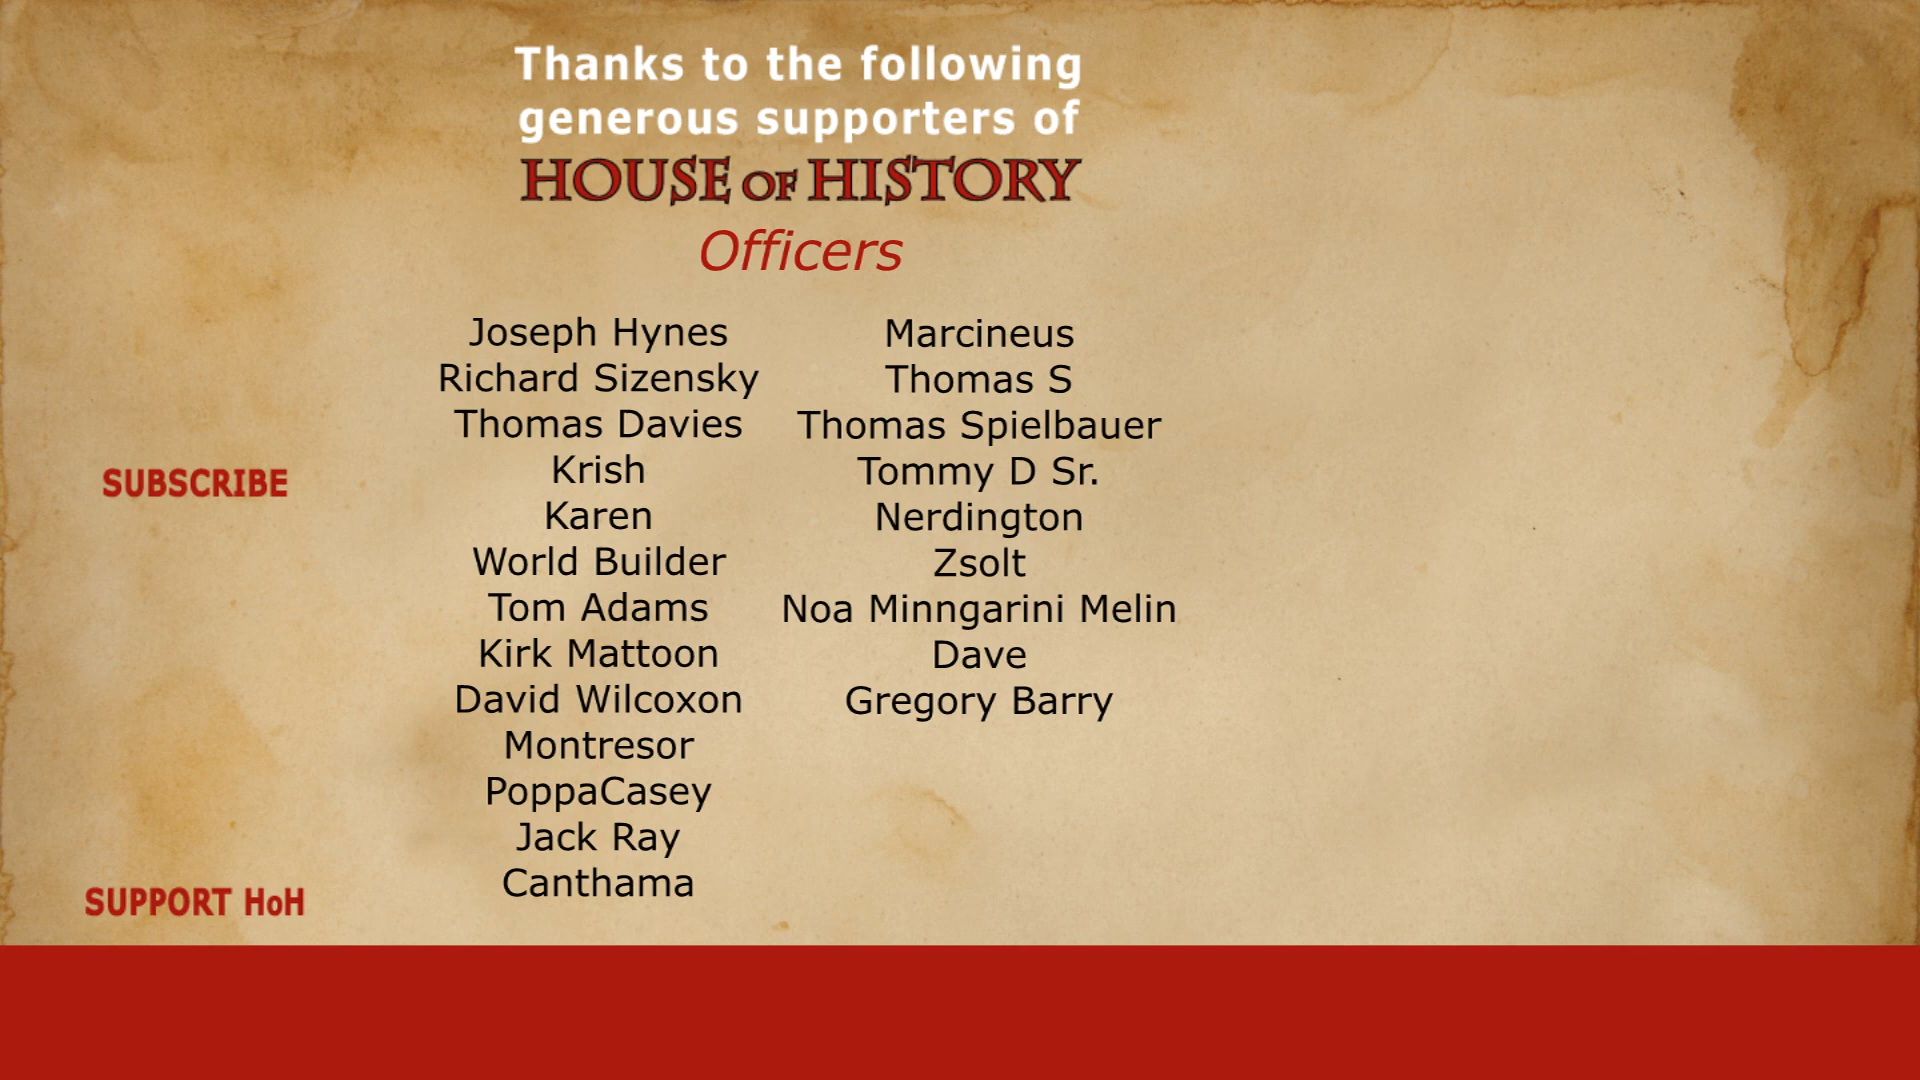 Thanks to the following
generous supporters of
HOUSE OF HISTORY
Officers
Joseph Hynes
Richard Sizensky
Thomas Davies
Krish
Karen
World Builder
Tom Adams
Kirk Mattoon
David Wilcoxon
Montresor
PoppaCasey
Jack Ray
Canthama
Marcineus
Thomas S
Thomas Spielbauer
Tommy D Sr.
Nerdington
Zsolt
Noa Minngarini Melin
Dave
Gregory Barry
SUBSCRIBE
SUPPORT HoH